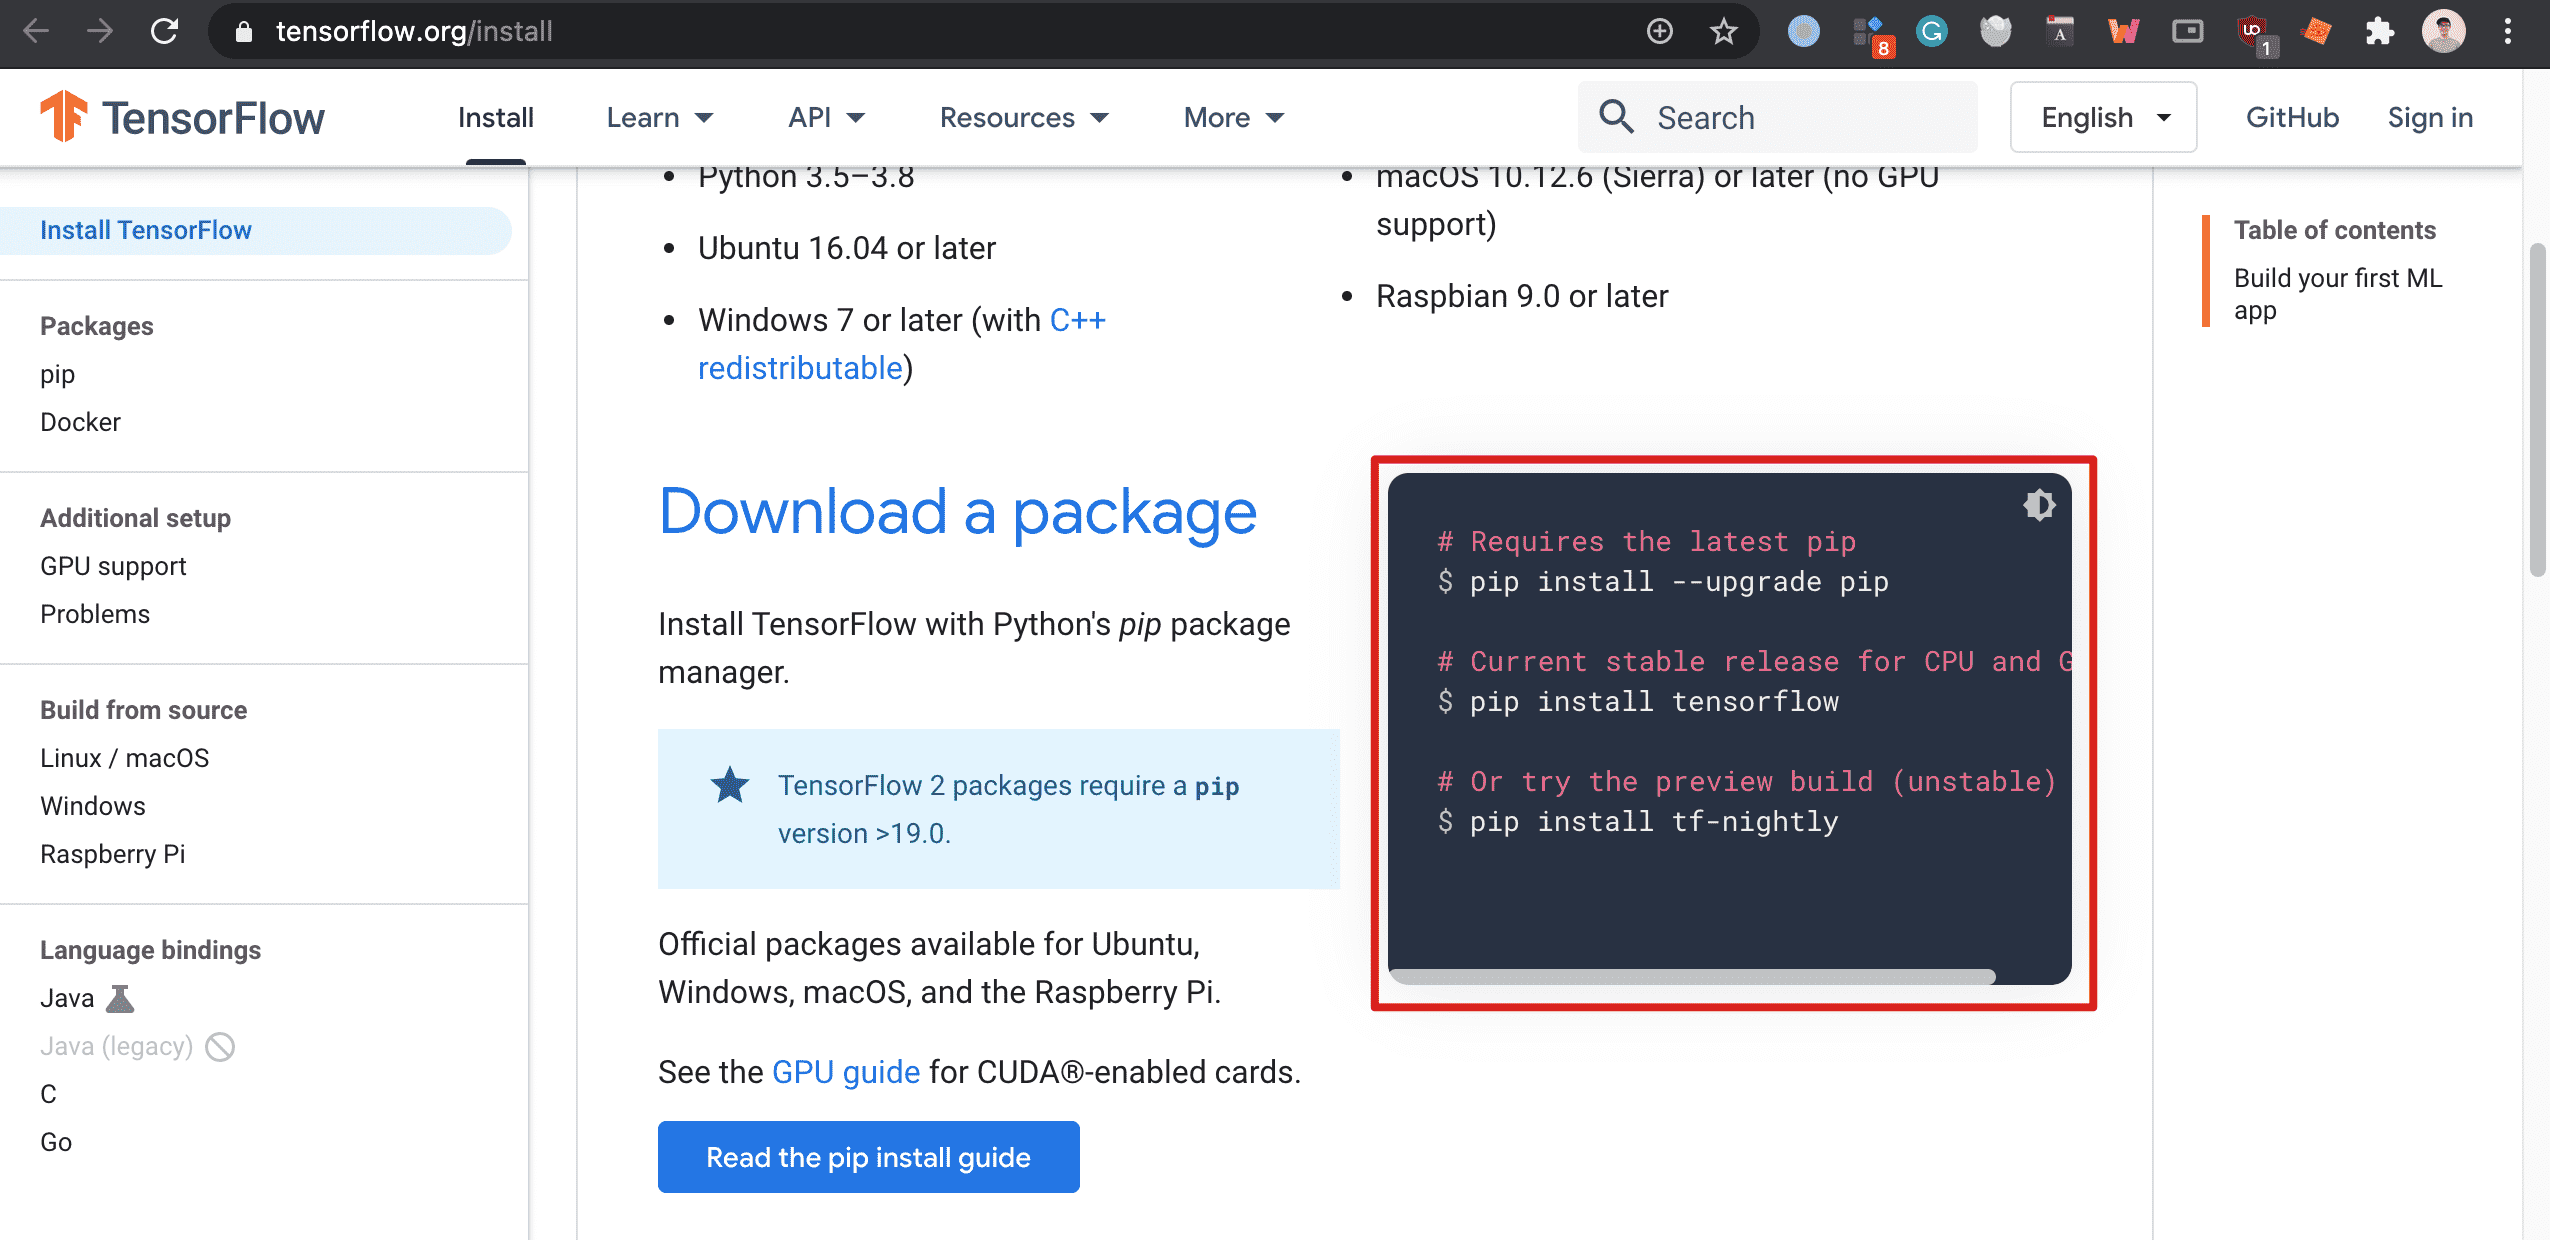 tensorflow.org/install
8
1
TensorFlow
Install
Learn
API
Resources
More
Search
English
GitHub
Sign in
Install TensorFlow
Packages
pip
Docker
Additional setup
GPU support
Problems
Build from source
Linux / macOS
Windows
Raspberry Pi
Language bindings
Java
Java (legacy)
C
Go
Python 3.5–3.8
Ubuntu 16.04 or later
Windows 7 or later (with C++
redistributable)
macOS 10.12.6 (Sierra) or later (no GPU
support)
Raspbian 9.0 or later
Download a package
Install TensorFlow with Python's pip package
manager.
TensorFlow 2 packages require a pip
version >19.0.
Official packages available for Ubuntu,
Windows, macOS, and the Raspberry Pi.
See the GPU guide for CUDA®-enabled cards.
Read the pip install guide
# Requires the latest pip
$ pip install --upgrade pip
# Current stable release for CPU and G
$ pip install tensorflow
# Or try the preview build (unstable)
$ pip install tf-nightly
Table of contents
Build your first ML
app